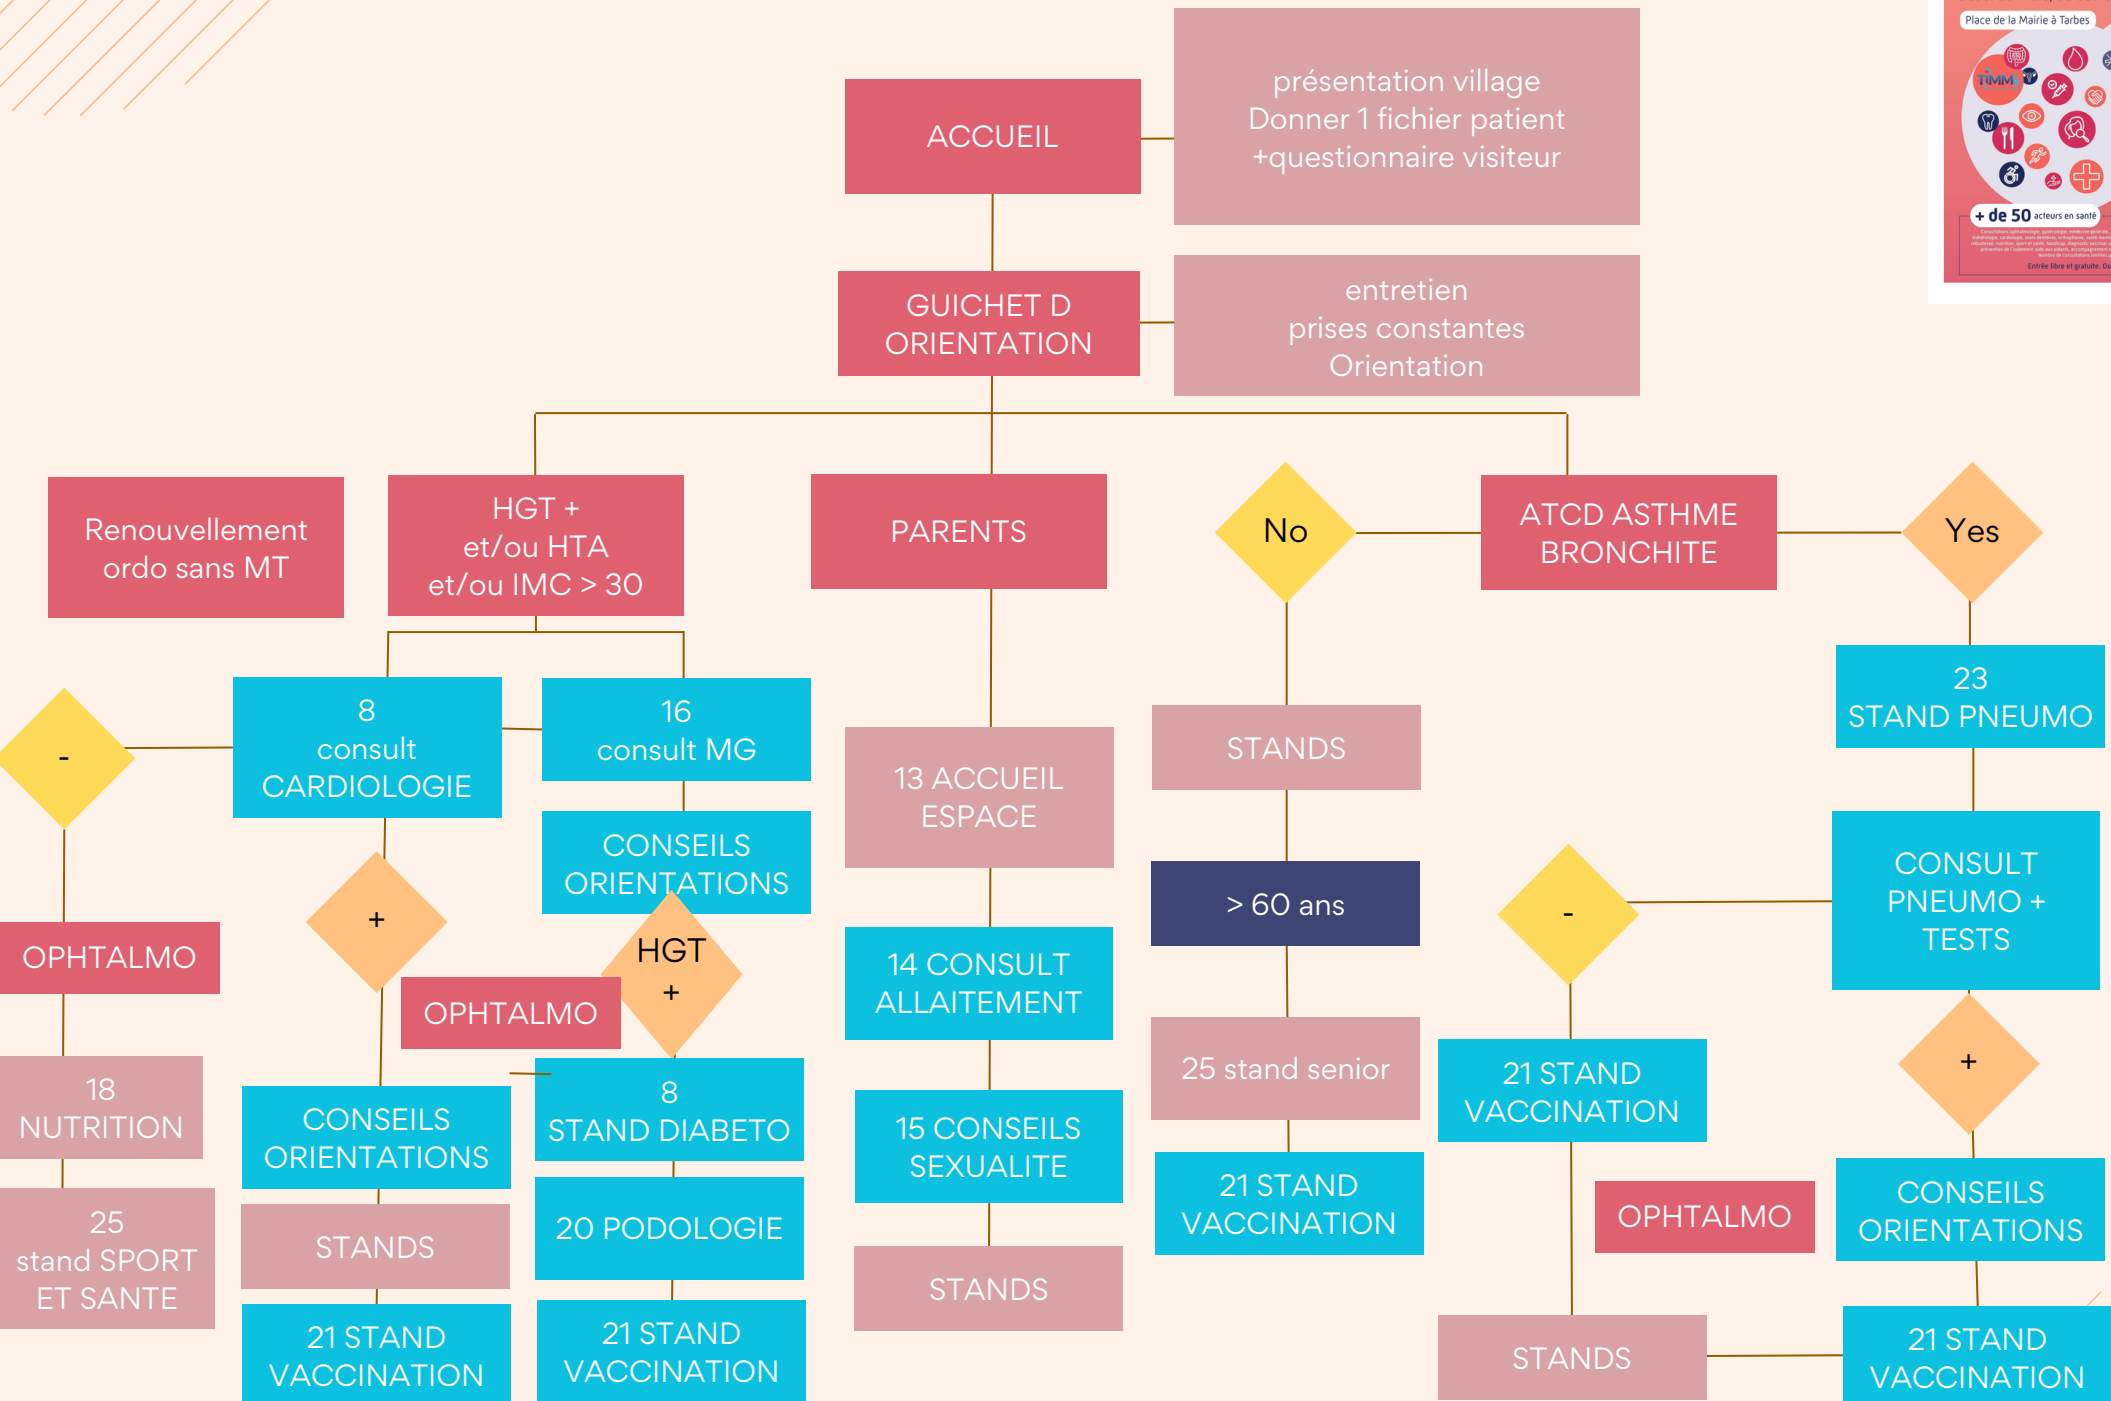 Place de la Mairie à Tarbes
TIMM
+ de 50 acteurs en santé
ACCUEIL
présentation village
Donner 1 fichier patient
+questionnaire visiteur
GUICHET D
ORIENTATION
entretien
prises constantes
Orientation
Renouvellement
ordo sans MT
HGT +
et/ou HTA
et/ou IMC > 30
PARENTS
No
ATCD ASTHME
BRONCHITE
Yes
-
8
consult
CARDIOLOGIE
16
consult MG
CONSEILS
ORIENTATIONS
13 ACCUEIL
ESPACE
STANDS
23
STAND PNEUMO
+
> 60 ans
-
CONSULT
PNEUMO +
TESTS
OPHTALMO
OPHTALMO
HGT
+
14 CONSULT
ALLAITEMENT
25 stand senior
21 STAND
VACCINATION
+
18
NUTRITION
CONSEILS
ORIENTATIONS
8
STAND DIABETO
15 CONSEILS
SEXUALITE
21 STAND
VACCINATION
OPHTALMO
CONSEILS
ORIENTATIONS
25
stand SPORT
ET SANTE
STANDS
20 PODOLOGIE
STANDS
21 STAND
VACCINATION
21 STAND
VACCINATION
STANDS
21 STAND
VACCINATION